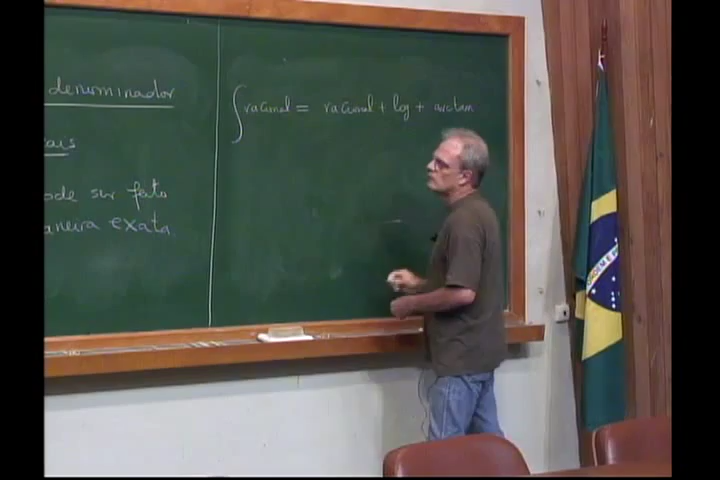 denominador
ais
ode ser feito
aneira exata.
∫ racional = racional + log + arctan